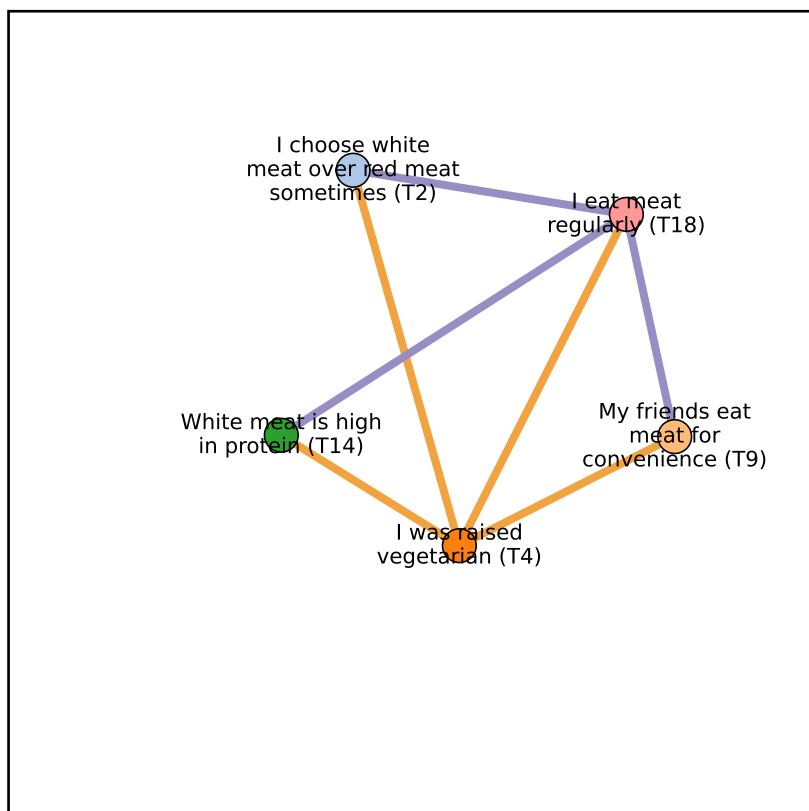 I choose white
meat over red meat
sometimes (T2)
I eat meat
regularly (T18)
White meat is high
in protein (T14)
My friends eat
meat for
convenience (T9)
I was raised
vegetarian (T4)